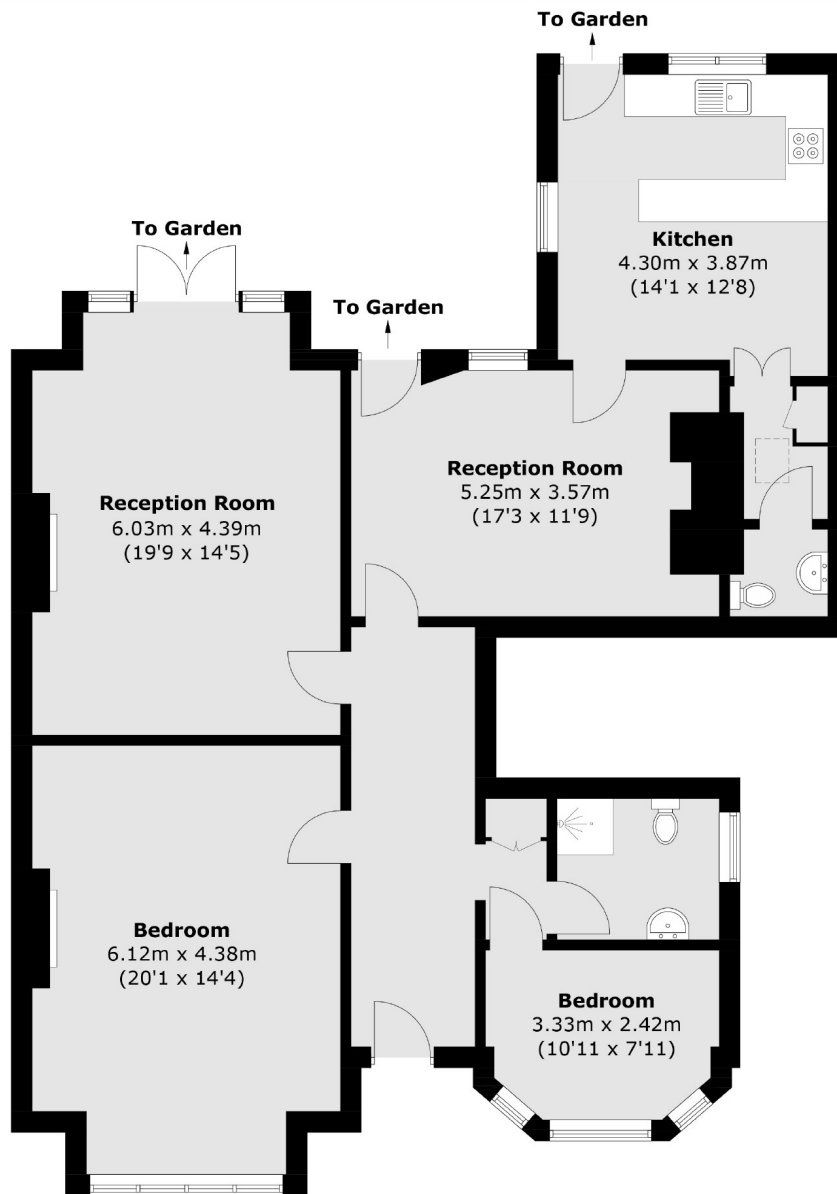 To Garden
To Garden
To Garden
Kitchen
4.30m x 3.87m
(14'1 x 12'8)
Reception Room
6.03m x 4.39m
(19'9 x 14'5)
Reception Room
5.25m x 3.57m
(17'3 x 11'9)
Bedroom
6.12m x 4.38m
(20'1 x 14'4)
Bedroom
3.33m x 2.42m
(10'11 x 7'11)